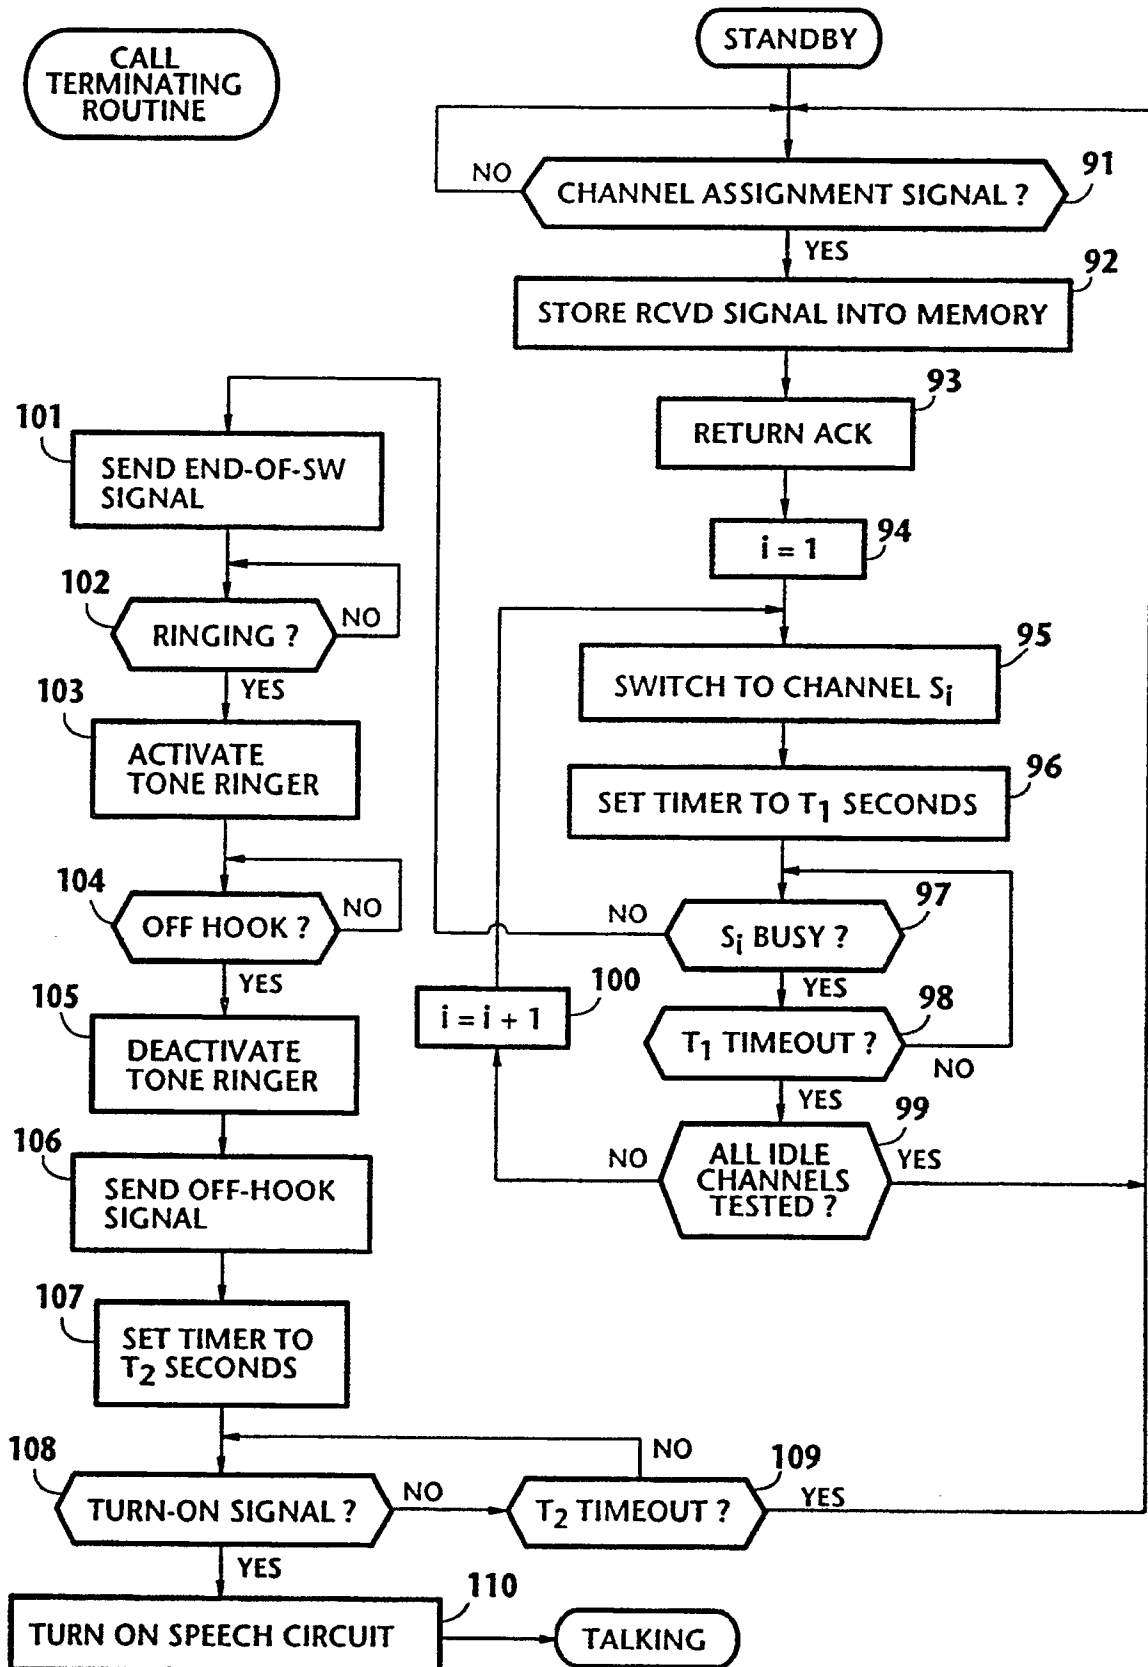 CALL
TERMINATING
ROUTINE
STANDBY
NO
CHANNEL ASSIGNMENT SIGNAL ?
91
YES
92
STORE RCVD SIGNAL INTO MEMORY
93
RETURN ACK
94
i = 1
95
SWITCH TO CHANNEL Si
96
SET TIMER TO T1 SECONDS
97
NO
Si BUSY ?
YES
98
T1 TIMEOUT ?
NO
YES
99
NO
ALL IDLE
CHANNELS
TESTED ?
YES
100
i = i + 1
101
SEND END-OF-SW
SIGNAL
102
RINGING ?
NO
YES
103
ACTIVATE
TONE RINGER
104
OFF HOOK ?
NO
YES
105
DEACTIVATE
TONE RINGER
106
SEND OFF-HOOK
SIGNAL
107
SET TIMER TO
T2 SECONDS
108
TURN-ON SIGNAL ?
NO
NO
109
T2 TIMEOUT ?
YES
YES
110
TURN ON SPEECH CIRCUIT
TALKING